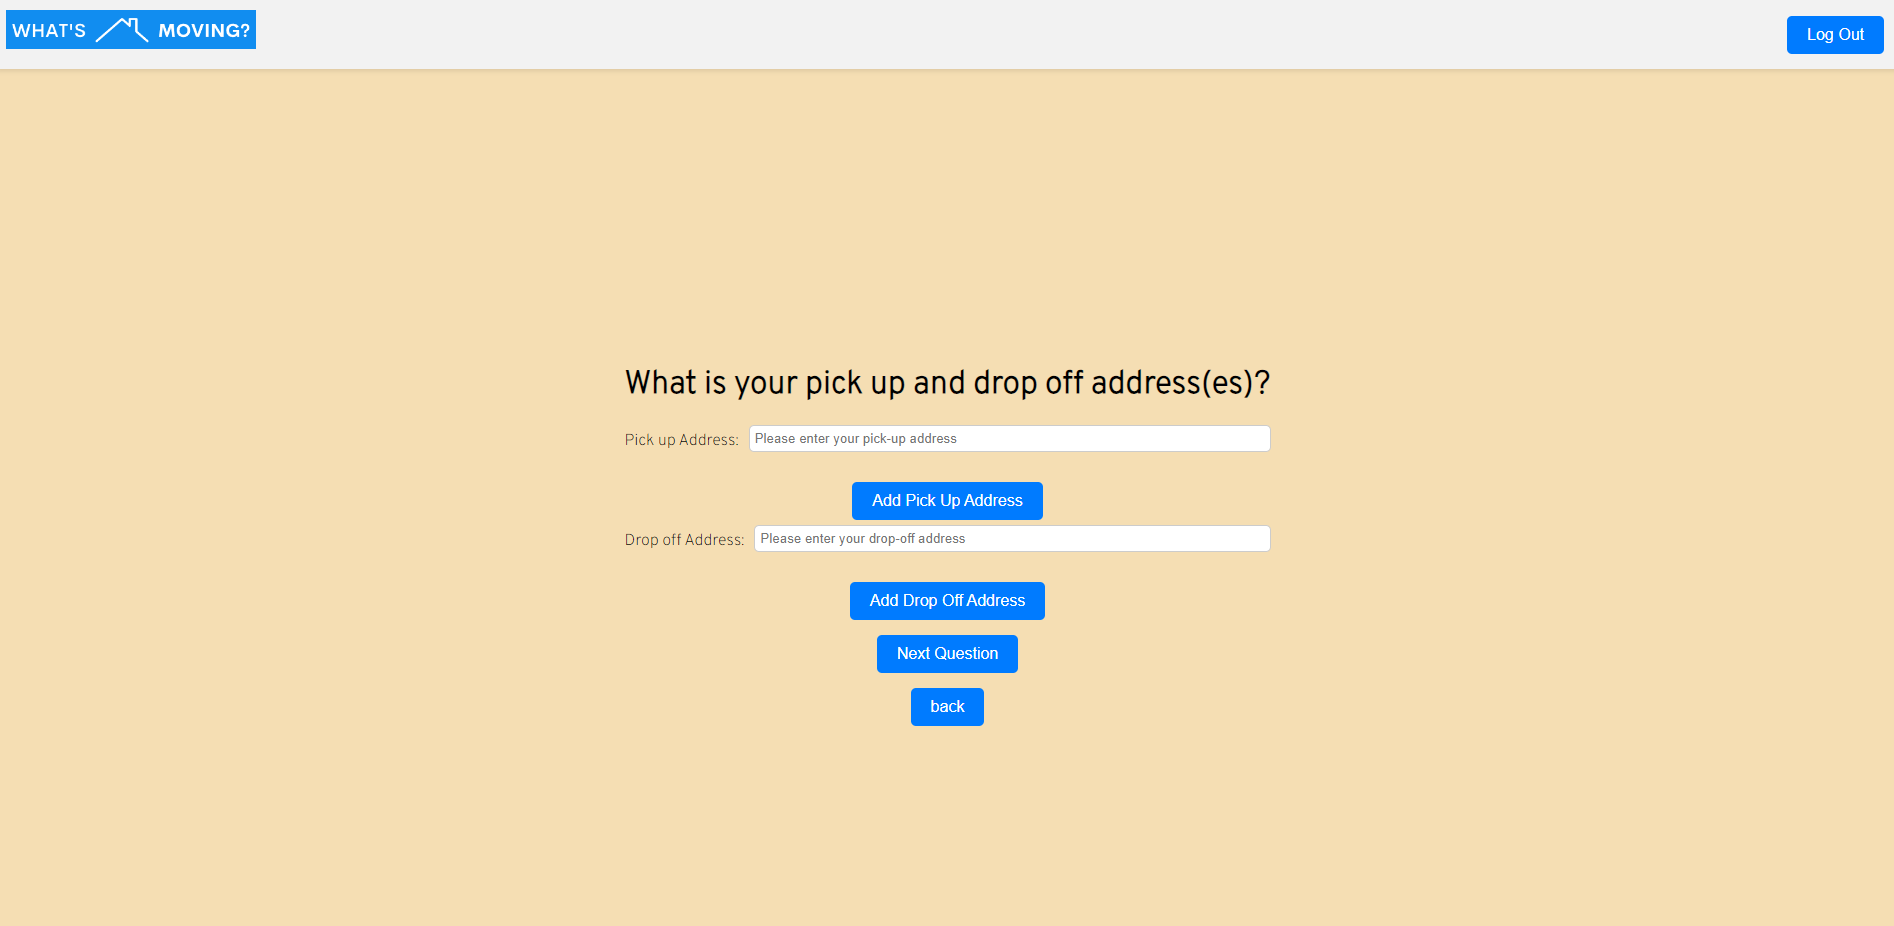 WHAT'S MOVING?
Log Out
What is your pick up and drop off address(es)?
Pick up Address: Please enter your pick-up address
Add Pick Up Address
Drop off Address: Please enter your drop-off address
Add Drop Off Address
Next Question
back